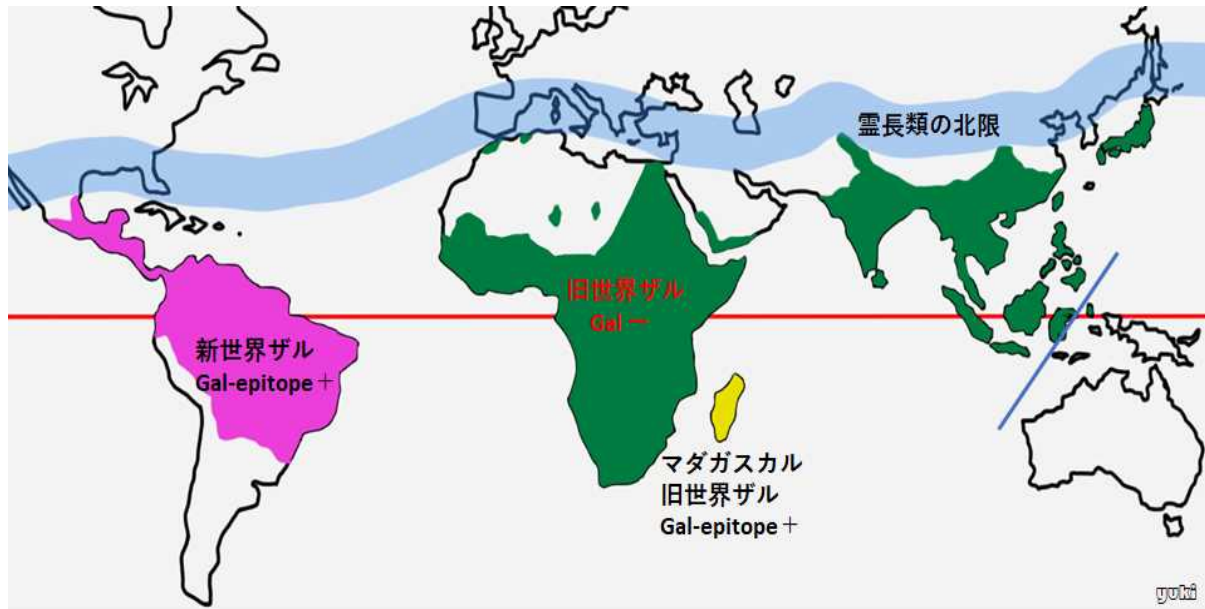 霊長類の北限
旧世界ザル
Gal ー
新世界ザル
Gal-epitope＋
マダガスカル
旧世界ザル
Gal-epitope＋
yuki